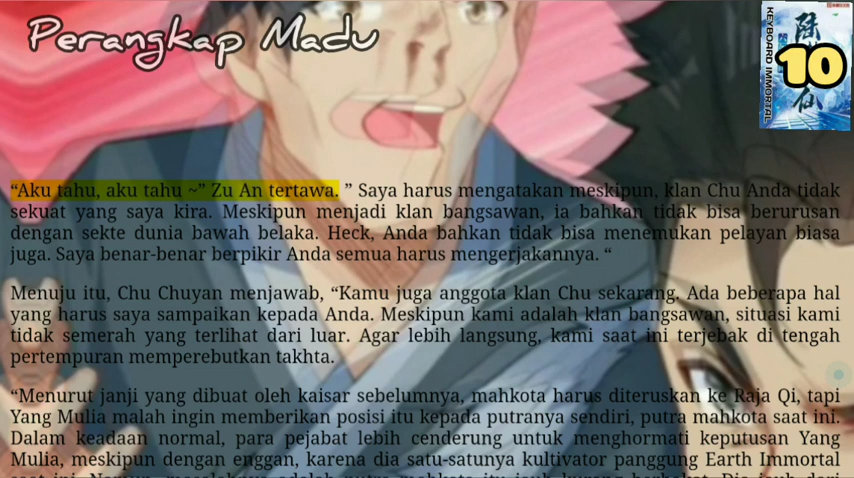 Perangkap Madu
KEYBOARD IMMORTAL
10
“Aku tahu, aku tahu ~” Zu An tertawa. ” Saya harus mengatakan meskipun, klan Chu Anda tidak
sekuat yang saya kira. Meskipun menjadi klan bangsawan, ia bahkan tidak bisa berurusan
dengan sekte dunia bawah belaka. Heck, Anda bahkan tidak bisa menemukan pelayan biasa
juga. Saya benar-benar berpikir Anda semua harus mengerjakannya. “
Menuju itu, Chu Chuyan menjawab, “Kamu juga anggota klan Chu sekarang. Ada beberapa hal
yang harus saya sampaikan kepada Anda. Meskipun kami adalah klan bangsawan, situasi kami
tidak semerah yang terlihat dari luar. Agar lebih langsung, kami saat ini terjebak di tengah
pertempuran memperebutkan takhta.
“Menurut janji yang dibuat oleh kaisar sebelumnya, mahkota harus diteruskan ke Raja Qi, tapi
Yang Mulia malah ingin memberikan posisi itu kepada putranya sendiri, putra mahkota saat ini.
Dalam keadaan normal, para pejabat lebih cenderung untuk menghormati keputusan Yang
Mulia, meskipun dengan enggan, karena dia satu-satunya kultivator panggung Earth Immortal